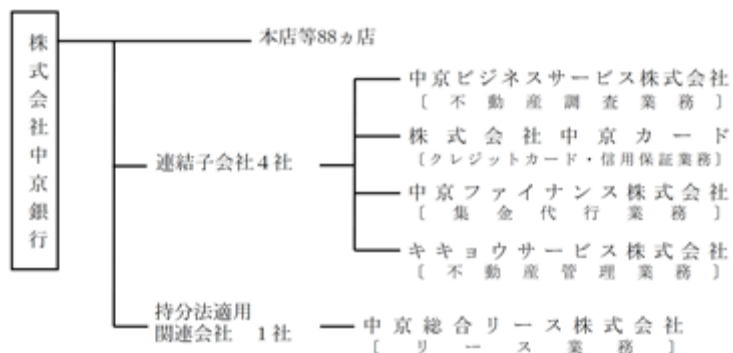 株式会社中京銀行
本店等88ヵ店
連結子会社4社
中京ビジネスサービス株式会社
〔不動産調査業務〕
株式会社中京カード
〔クレジットカード・信用保証業務〕
中京ファイナンス株式会社
〔集金代行業務〕
キキョウサービス株式会社
〔不動産管理業務〕
持分法適用
関連会社 1社
中京総合リース株式会社
〔リース業務〕